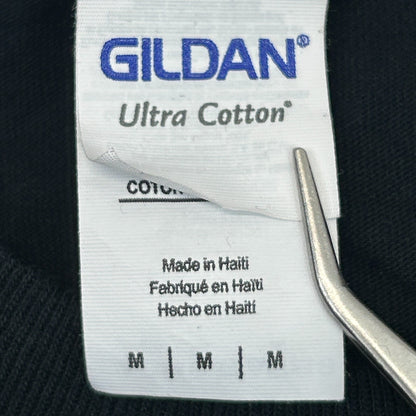 GILDAN®
Ultra Cotton®
Made in Haiti
Fabriqué en Haïti
Hecho en Haití
M | M | M